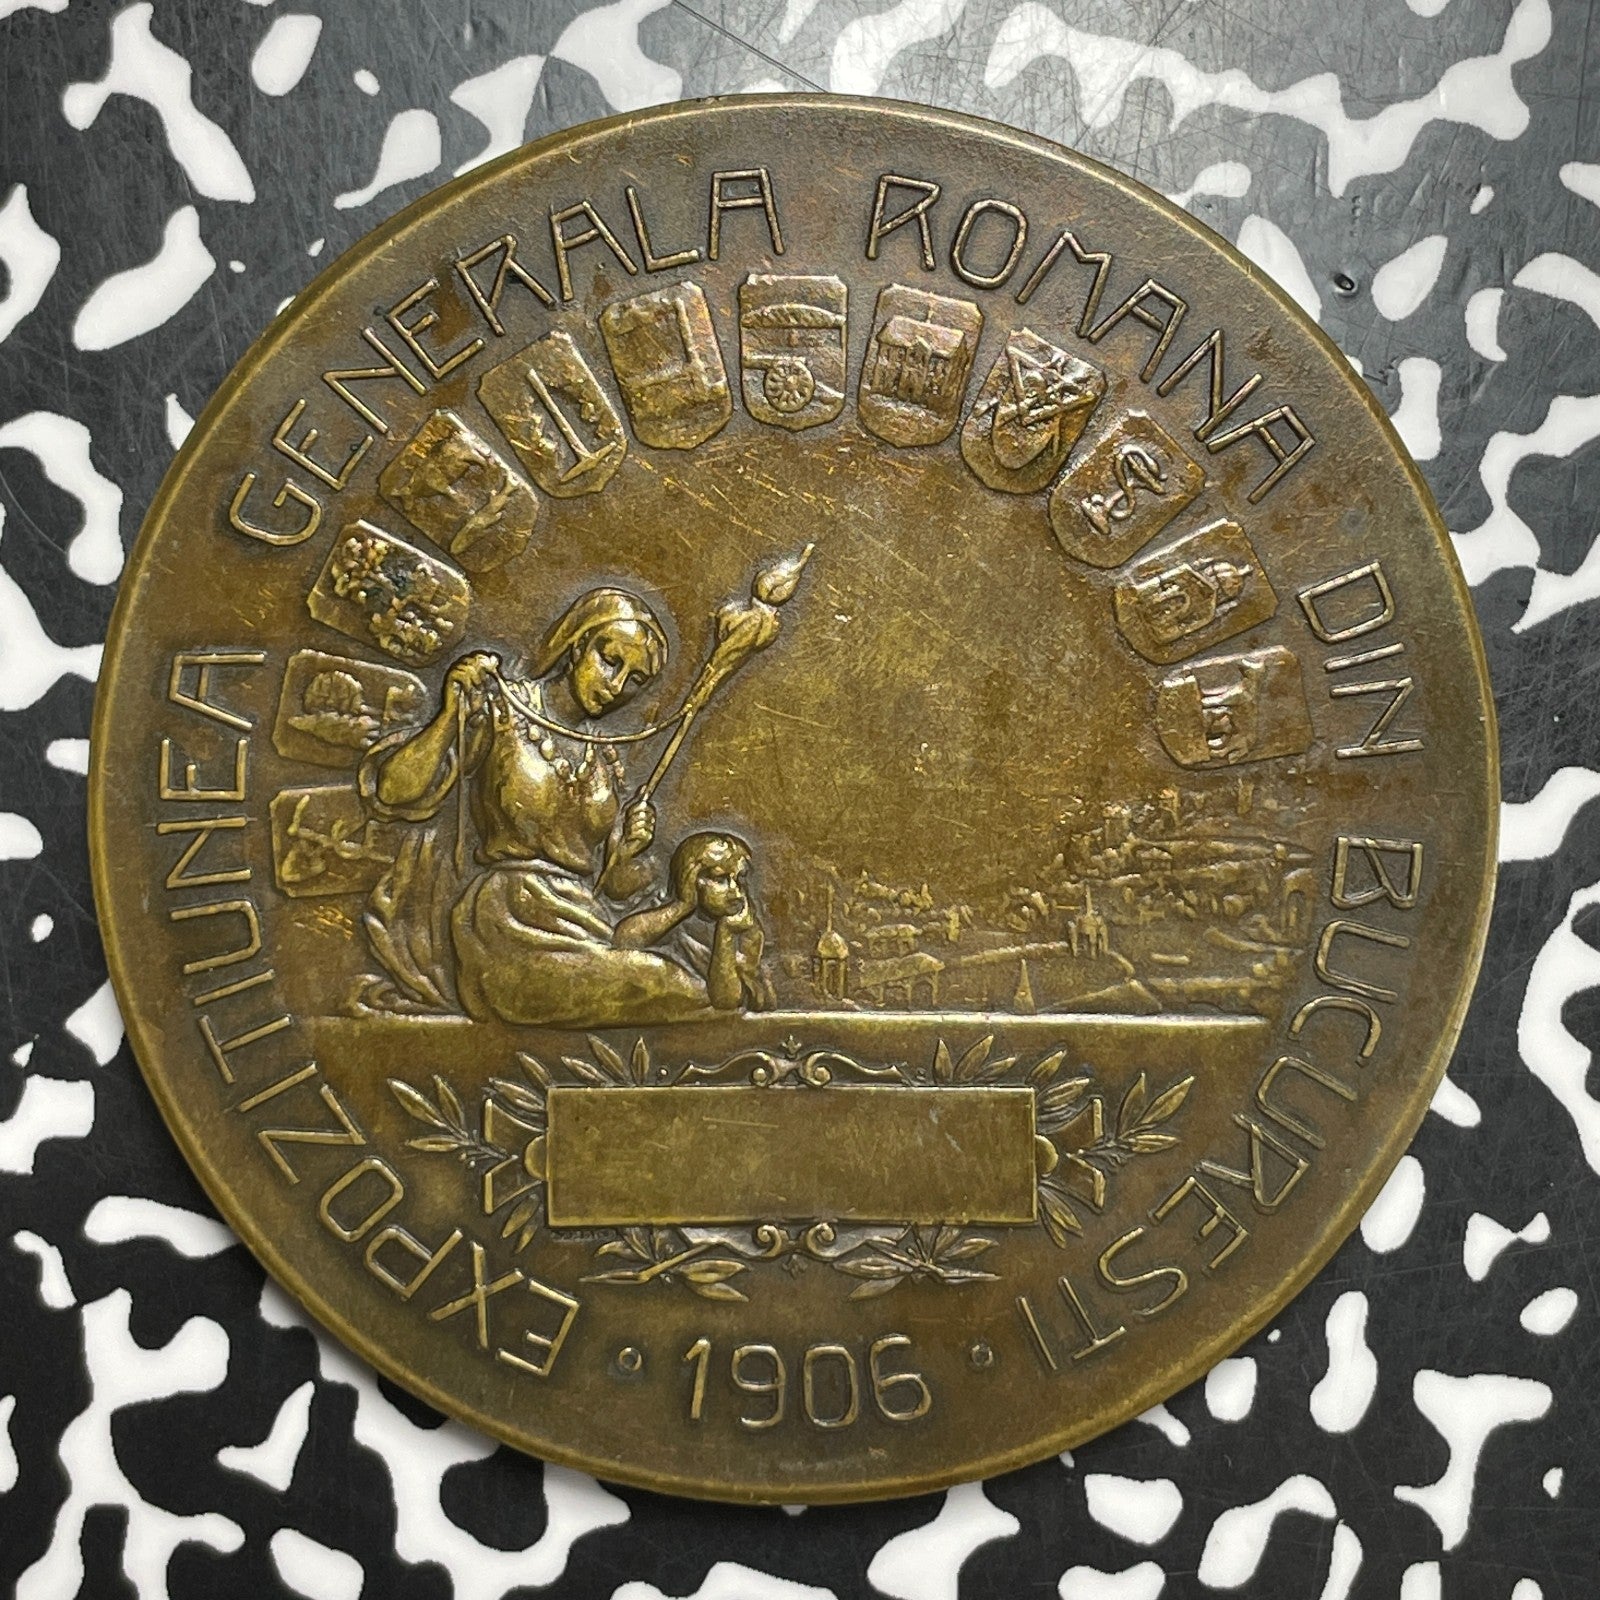 EXPOZITIUNEA GENERALA ROMANA DIN BUCURESTI
1906